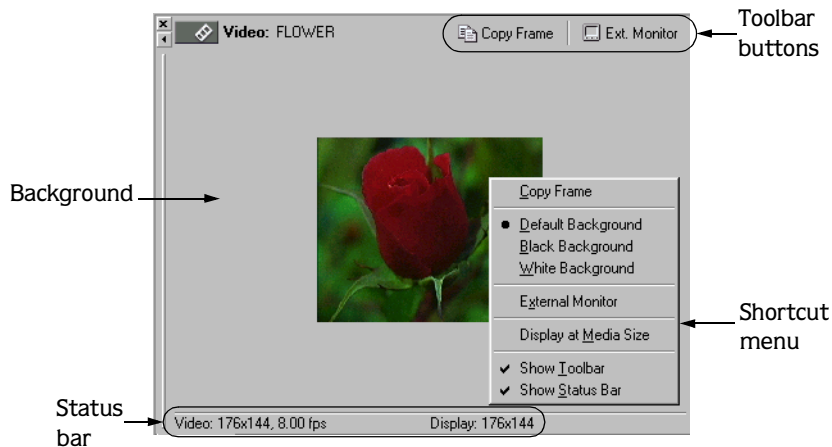 Video: FLOWER
Copy Frame
Ext. Monitor
Toolbar
buttons
Background
Copy Frame
Default Background
Black Background
White Background
External Monitor
Display at Media Size
Show Toolbar
Show Status Bar
Shortcut
menu
Status
bar
Video: 176x144, 8.00 fps
Display: 176x144